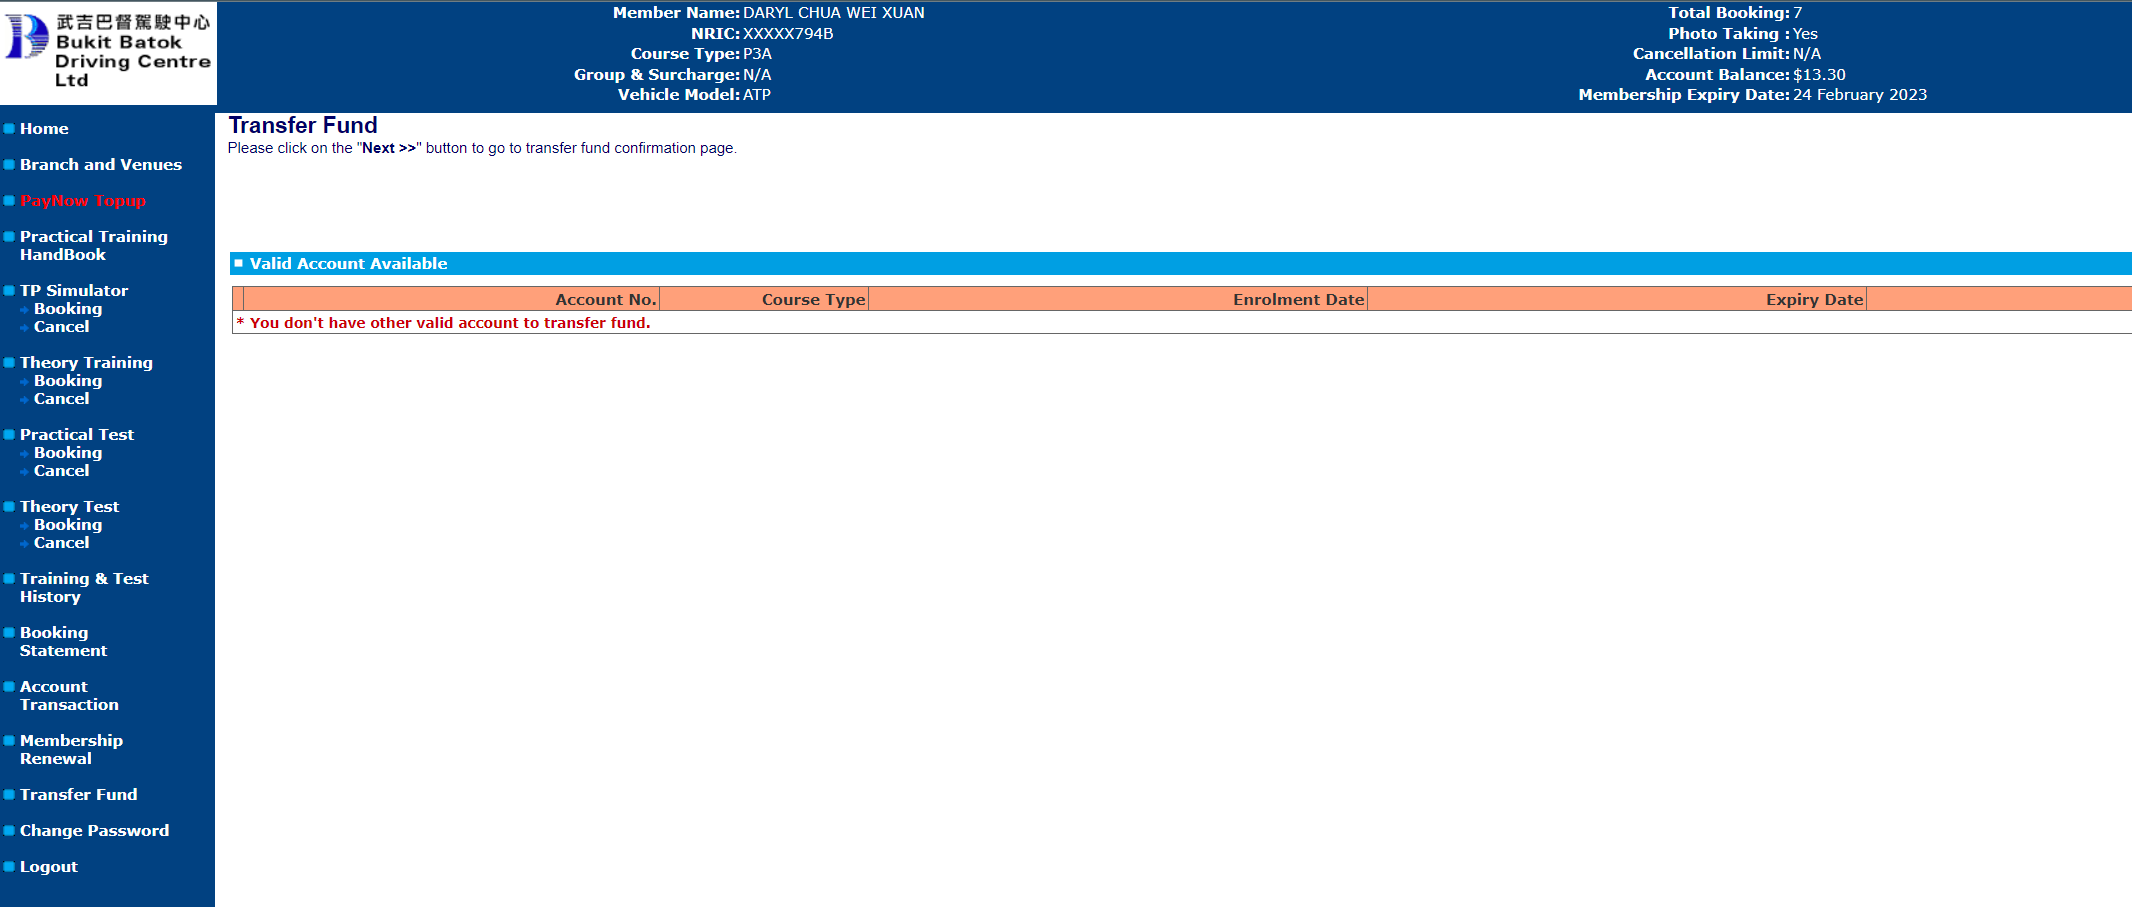 武吉巴督駕駛中心
Bukit Batok
Driving Centre
Ltd
Member Name: DARYL CHUA WEI XUAN
NRIC: XXXXX794B
Course Type: P3A
Group & Surcharge: N/A
Vehicle Model: ATP
Total Booking: 7
Photo Taking : Yes
Cancellation Limit: N/A
Account Balance: $13.30
Membership Expiry Date: 24 February 2023
Home
Branch and Venues
PayNow Topup
Practical Training
HandBook
TP Simulator
Booking
Cancel
Theory Training
Booking
Cancel
Practical Test
Booking
Cancel
Theory Test
Booking
Cancel
Training & Test
History
Booking
Statement
Account
Transaction
Membership
Renewal
Transfer Fund
Change Password
Logout
Transfer Fund
Please click on the "Next >>" button to go to transfer fund confirmation page.
Valid Account Available
Account No. Course Type Enrolment Date Expiry Date
* You don't have other valid account to transfer fund.